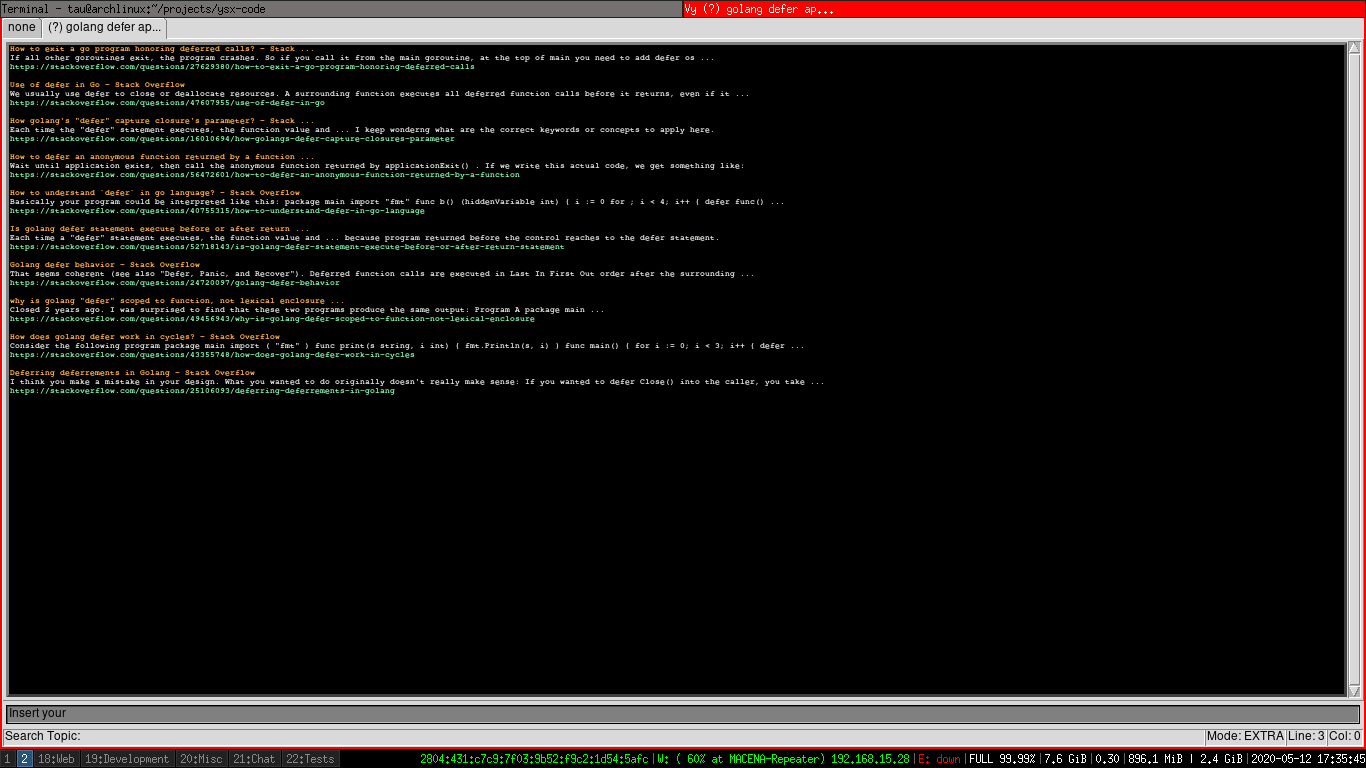 Terminal - tau@archlinux:~/projects/ysx-code
Vy (?) golang defer ap...
none
(?) golang defer ap...
How to exit a go program honoring deferred calls? - Stack ...
If all other goroutines exit, the program crashes. So if you call it from the main goroutine, at the top of main you need to add defer os ...
https://stackoverflow.com/questions/27629380/how-to-exit-a-go-program-honoring-deferred-calls
Use of defer in Go - Stack Overflow
We usually use defer to close or deallocate resources. A surrounding function executes all deferred function calls before it returns, even if it ...
https://stackoverflow.com/questions/47607955/use-of-defer-in-go
How golang's "defer" capture closure's parameter? - Stack ...
Each time the "defer" statement executes, the function value and ... I keep wonderng what are the correct keywords or concepts to apply here.
https://stackoverflow.com/questions/16010694/how-golangs-defer-capture-closures-parameter
How to defer an anonymous function returned by a function ...
Wait until application exits, then call the anonymous function returned by applicationExit() . If we write this actual code, we get something like:
https://stackoverflow.com/questions/56472601/how-to-defer-an-anonymous-function-returned-by-a-function
How to understand `defer` in go language? - Stack Overflow
Basically your program could be interpreted like this: package main import "fmt" func b() (hiddenVariable int) { i := 0 for ; i < 4; i++ { defer func() ...
https://stackoverflow.com/questions/40755315/how-to-understand-defer-in-go-language
Is golang defer statement execute before or after return ...
Each time a "defer" statement executes, the function value and ... because program returned before the control reaches to the defer statement.
https://stackoverflow.com/questions/52718143/is-golang-defer-statement-execute-before-or-after-return-statement
Golang defer behavior - Stack Overflow
That seems coherent (see also "Defer, Panic, and Recover"). Deferred function calls are executed in Last In First Out order after the surrounding ...
https://stackoverflow.com/questions/24720097/golang-defer-behavior
why is golang "defer" scoped to function, not lexical enclosure ...
Closed 2 years ago. I was surprised to find that these two programs produce the same output: Program A package main ...
https://stackoverflow.com/questions/49456943/why-is-golang-defer-scoped-to-function-not-lexical-enclosure
How does golang defer work in cycles? - Stack Overflow
Consider the following program package main import ( "fmt" ) func print(s string, i int) { fmt.Println(s, i) } func main() { for i := 0; i < 3; i++ { defer ...
https://stackoverflow.com/questions/43355748/how-does-golang-defer-work-in-cycles
Deferring deferrements in Golang - Stack Overflow
I think you make a mistake in your design. What you wanted to do originally doesn't really make sense: If you wanted to defer Close() into the caller, you take ...
https://stackoverflow.com/questions/25106093/deferring-deferrements-in-golang
Insert your
Search Topic:
Mode: EXTRA Line: 3 Col: 0
1 2 18:Web 19:Development 20:Misc 21:Chat 22:Tests
2804:431:c7c9:7f03:9b52:f9c2:1d54:5afc|W: ( 60% at MACENA-Repeater) 192.168.15.28|E: down|FULL 99.99%|7.6 GiB|0.30|896.1 MiB | 2.4 GiB|2020-05-12 17:35:45